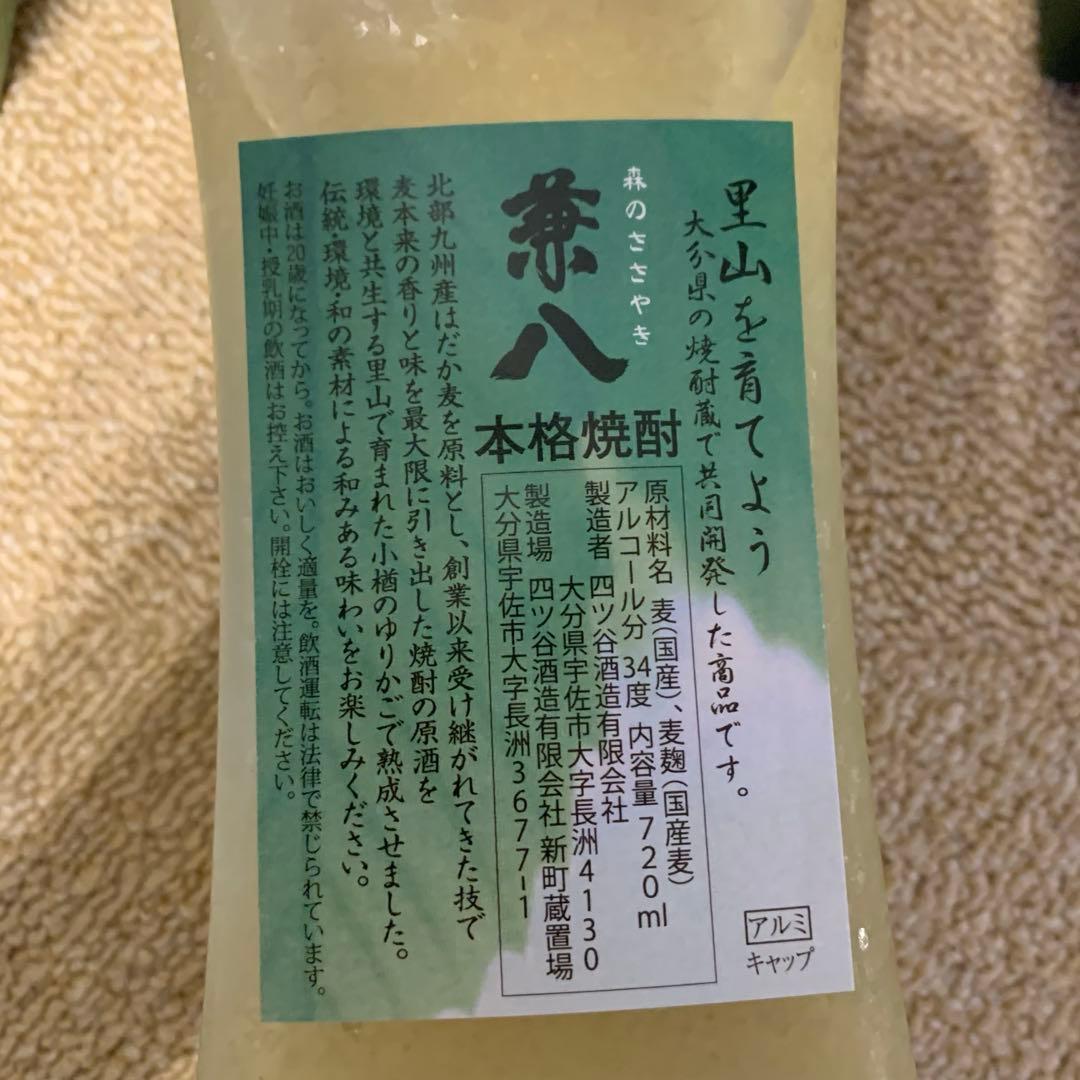 里山を育てよう
大分県の焼酎蔵で共同開発した商品です。
森のささやき
兼八
本格焼酎
原材料名 麦(国産)、麦麹(国産麦)
アルコール分 34度 内容量 720ml
製造者 四ツ谷酒造有限会社
大分県宇佐市大字長洲4130
製造場 四ツ谷酒造有限会社 新町蔵置場
大分県宇佐市大字長洲3677-1
北部九州産はだか麦を原料とし、創業以来受け継がれてきた技で
麦本来の香りと味を最大限に引き出した焼酎の原酒を
環境と共生する里山で育まれた小楢のゆりかごで熟成させました。
伝統・環境・和の素材による和みある味わいをお楽しみください。
お酒は20歳になってから。お酒はおいしく適量を。飲酒運転は法律で禁じられています。
妊娠中・授乳期の飲酒はお控え下さい。開栓には注意してください。
アルミ
キャップ